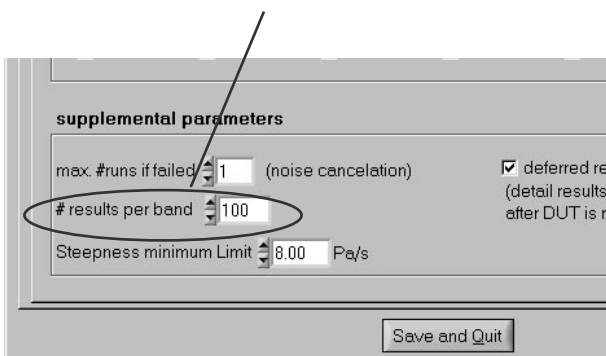 supplemental parameters
max. #runs if failed 1 (noise cancelation)
# results per band 100
Steepness minimum Limit 8.00 Pa/s
deferred re
(detail results
after DUT is r
Save and Quit